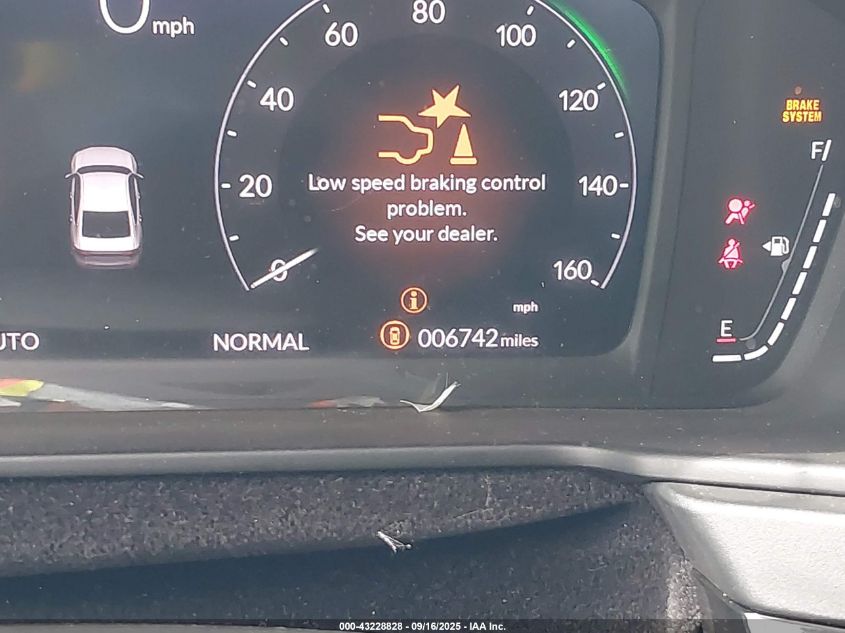 0 mph
80
60
100
40
120
BRAKE
SYSTEM
F
Low speed braking control
20
140
problem.
See your dealer.
0
160
mph
E
NORMAL
006742 miles
000-43228828 - 09/16/2025 - IAA Inc.